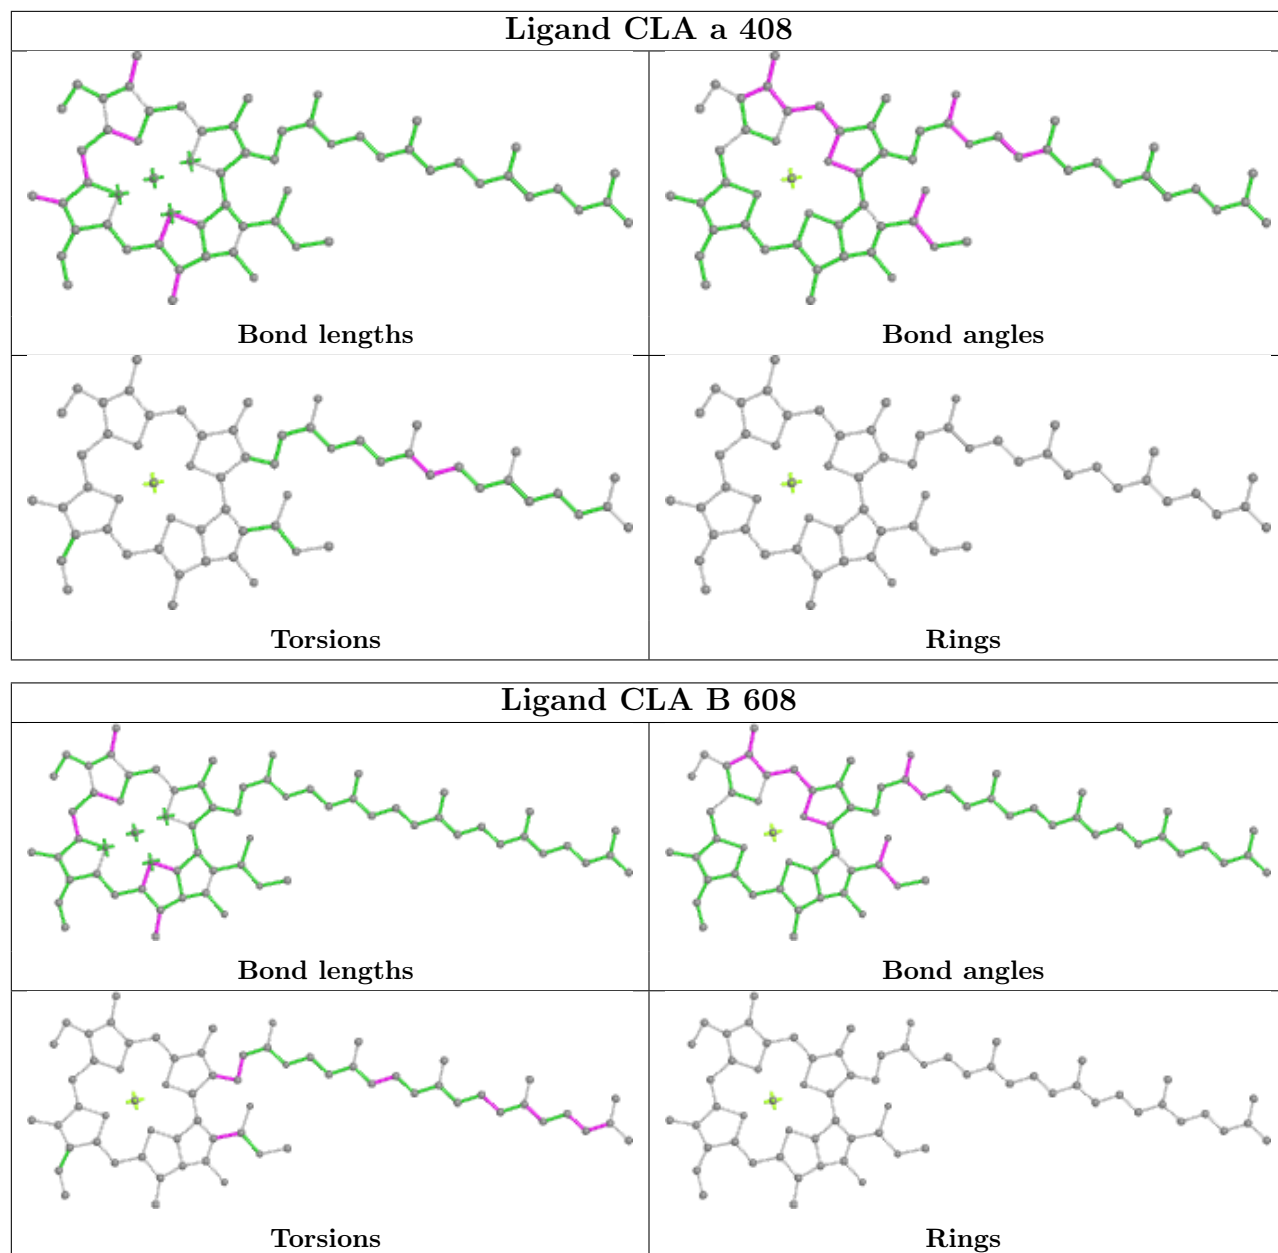 Ligand CLA a 408
Bond lengths
Bond angles
Torsions
Rings
Ligand CLA B 608
Bond lengths
Bond angles
Torsions
Rings